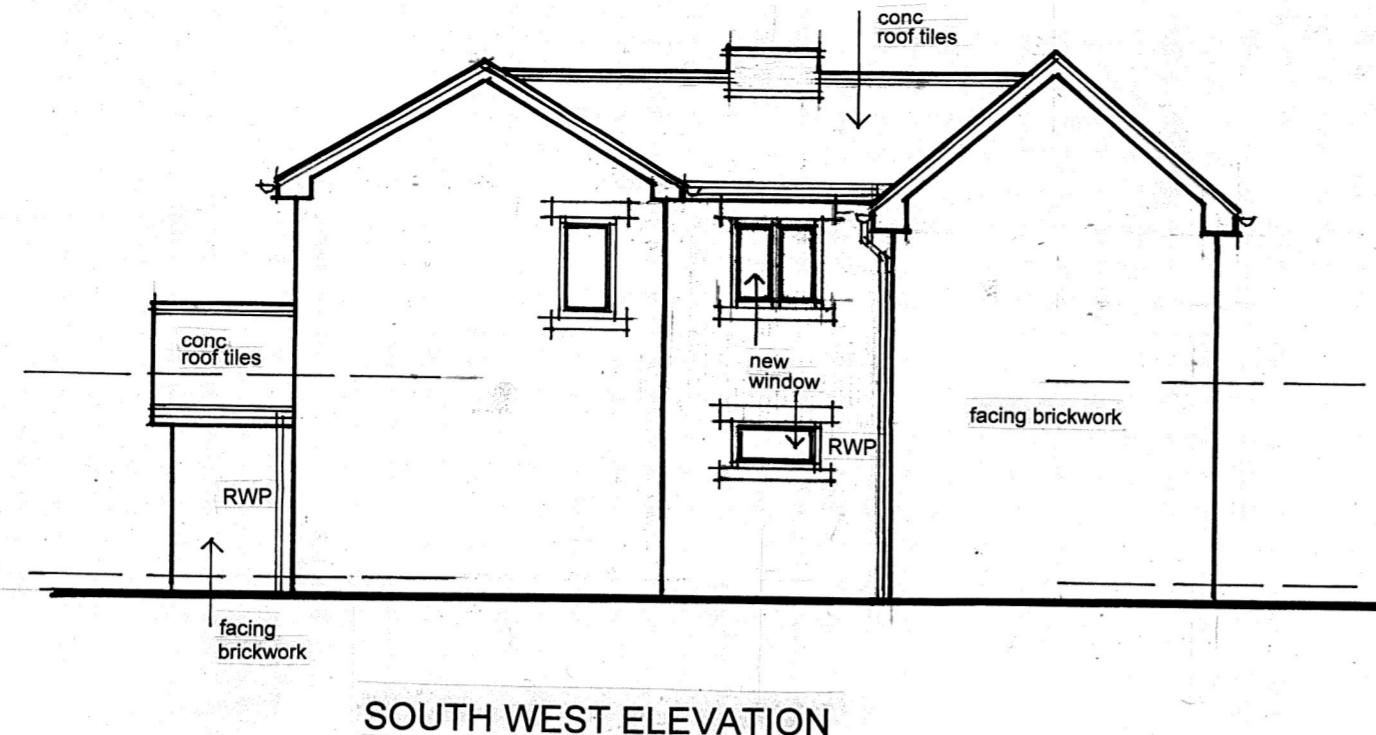 conc
roof tiles
conc
roof tiles
new
window
facing brickwork
RWP
RWP
facing
brickwork
SOUTH WEST ELEVATION